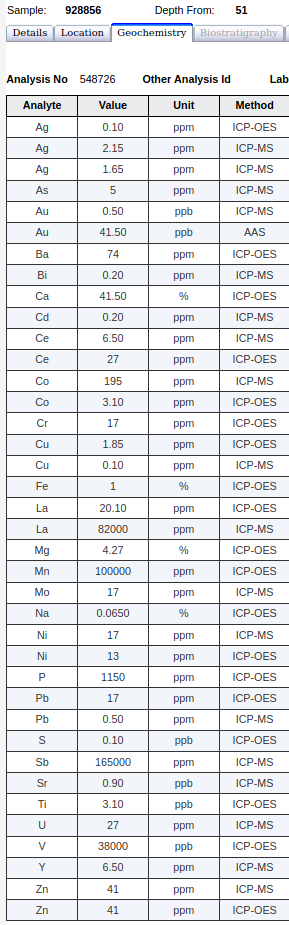 Sample: 928856 Depth From: 51
Details Location Geochemistry Biostratigraphy
Analysis No 548726 Other Analysis Id Lab
Analyte Value Unit Method
Ag 0.10 ppm ICP-OES
Ag 2.15 ppm ICP-MS
Ag 1.65 ppm ICP-MS
As 5 ppm ICP-MS
Au 0.50 ppb ICP-MS
Au 41.50 ppb AAS
Ba 74 ppm ICP-OES
Bi 0.20 ppm ICP-MS
Ca 41.50 % ICP-OES
Cd 0.20 ppm ICP-MS
Ce 6.50 ppm ICP-MS
Ce 27 ppm ICP-OES
Co 195 ppm ICP-MS
Co 3.10 ppm ICP-OES
Cr 17 ppm ICP-OES
Cu 1.85 ppm ICP-OES
Cu 0.10 ppm ICP-MS
Fe 1 % ICP-OES
La 20.10 ppm ICP-OES
La 82000 ppm ICP-MS
Mg 4.27 % ICP-OES
Mn 100000 ppm ICP-OES
Mo 17 ppm ICP-MS
Na 0.0650 % ICP-OES
Ni 17 ppm ICP-MS
Ni 13 ppm ICP-OES
P 1150 ppm ICP-OES
Pb 17 ppm ICP-OES
Pb 0.50 ppm ICP-MS
S 0.10 ppb ICP-OES
Sb 165000 ppm ICP-MS
Sr 0.90 ppb ICP-MS
Ti 3.10 ppb ICP-OES
U 27 ppm ICP-MS
V 38000 ppb ICP-OES
Y 6.50 ppm ICP-MS
Zn 41 ppm ICP-MS
Zn 41 ppm ICP-OES